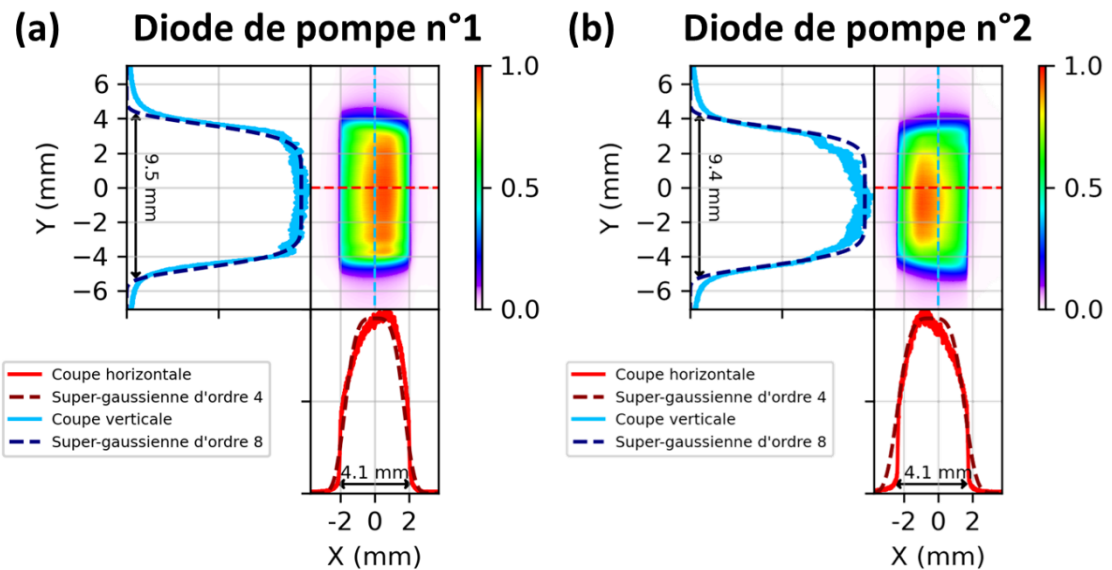 (a) Diode de pompe n°1
6
4
2
0
-2
-4
-6
Y (mm)
9.5 mm
1.0
0.5
0.0
Coupe horizontale
Super-gaussienne d'ordre 4
Coupe verticale
Super-gaussienne d'ordre 8
4.1 mm
-2 0 2
X (mm)
(b) Diode de pompe n°2
6
4
2
0
-2
-4
-6
Y (mm)
9.4 mm
1.0
0.5
0.0
Coupe horizontale
Super-gaussienne d'ordre 4
Coupe verticale
Super-gaussienne d'ordre 8
4.1 mm
-2 0 2
X (mm)